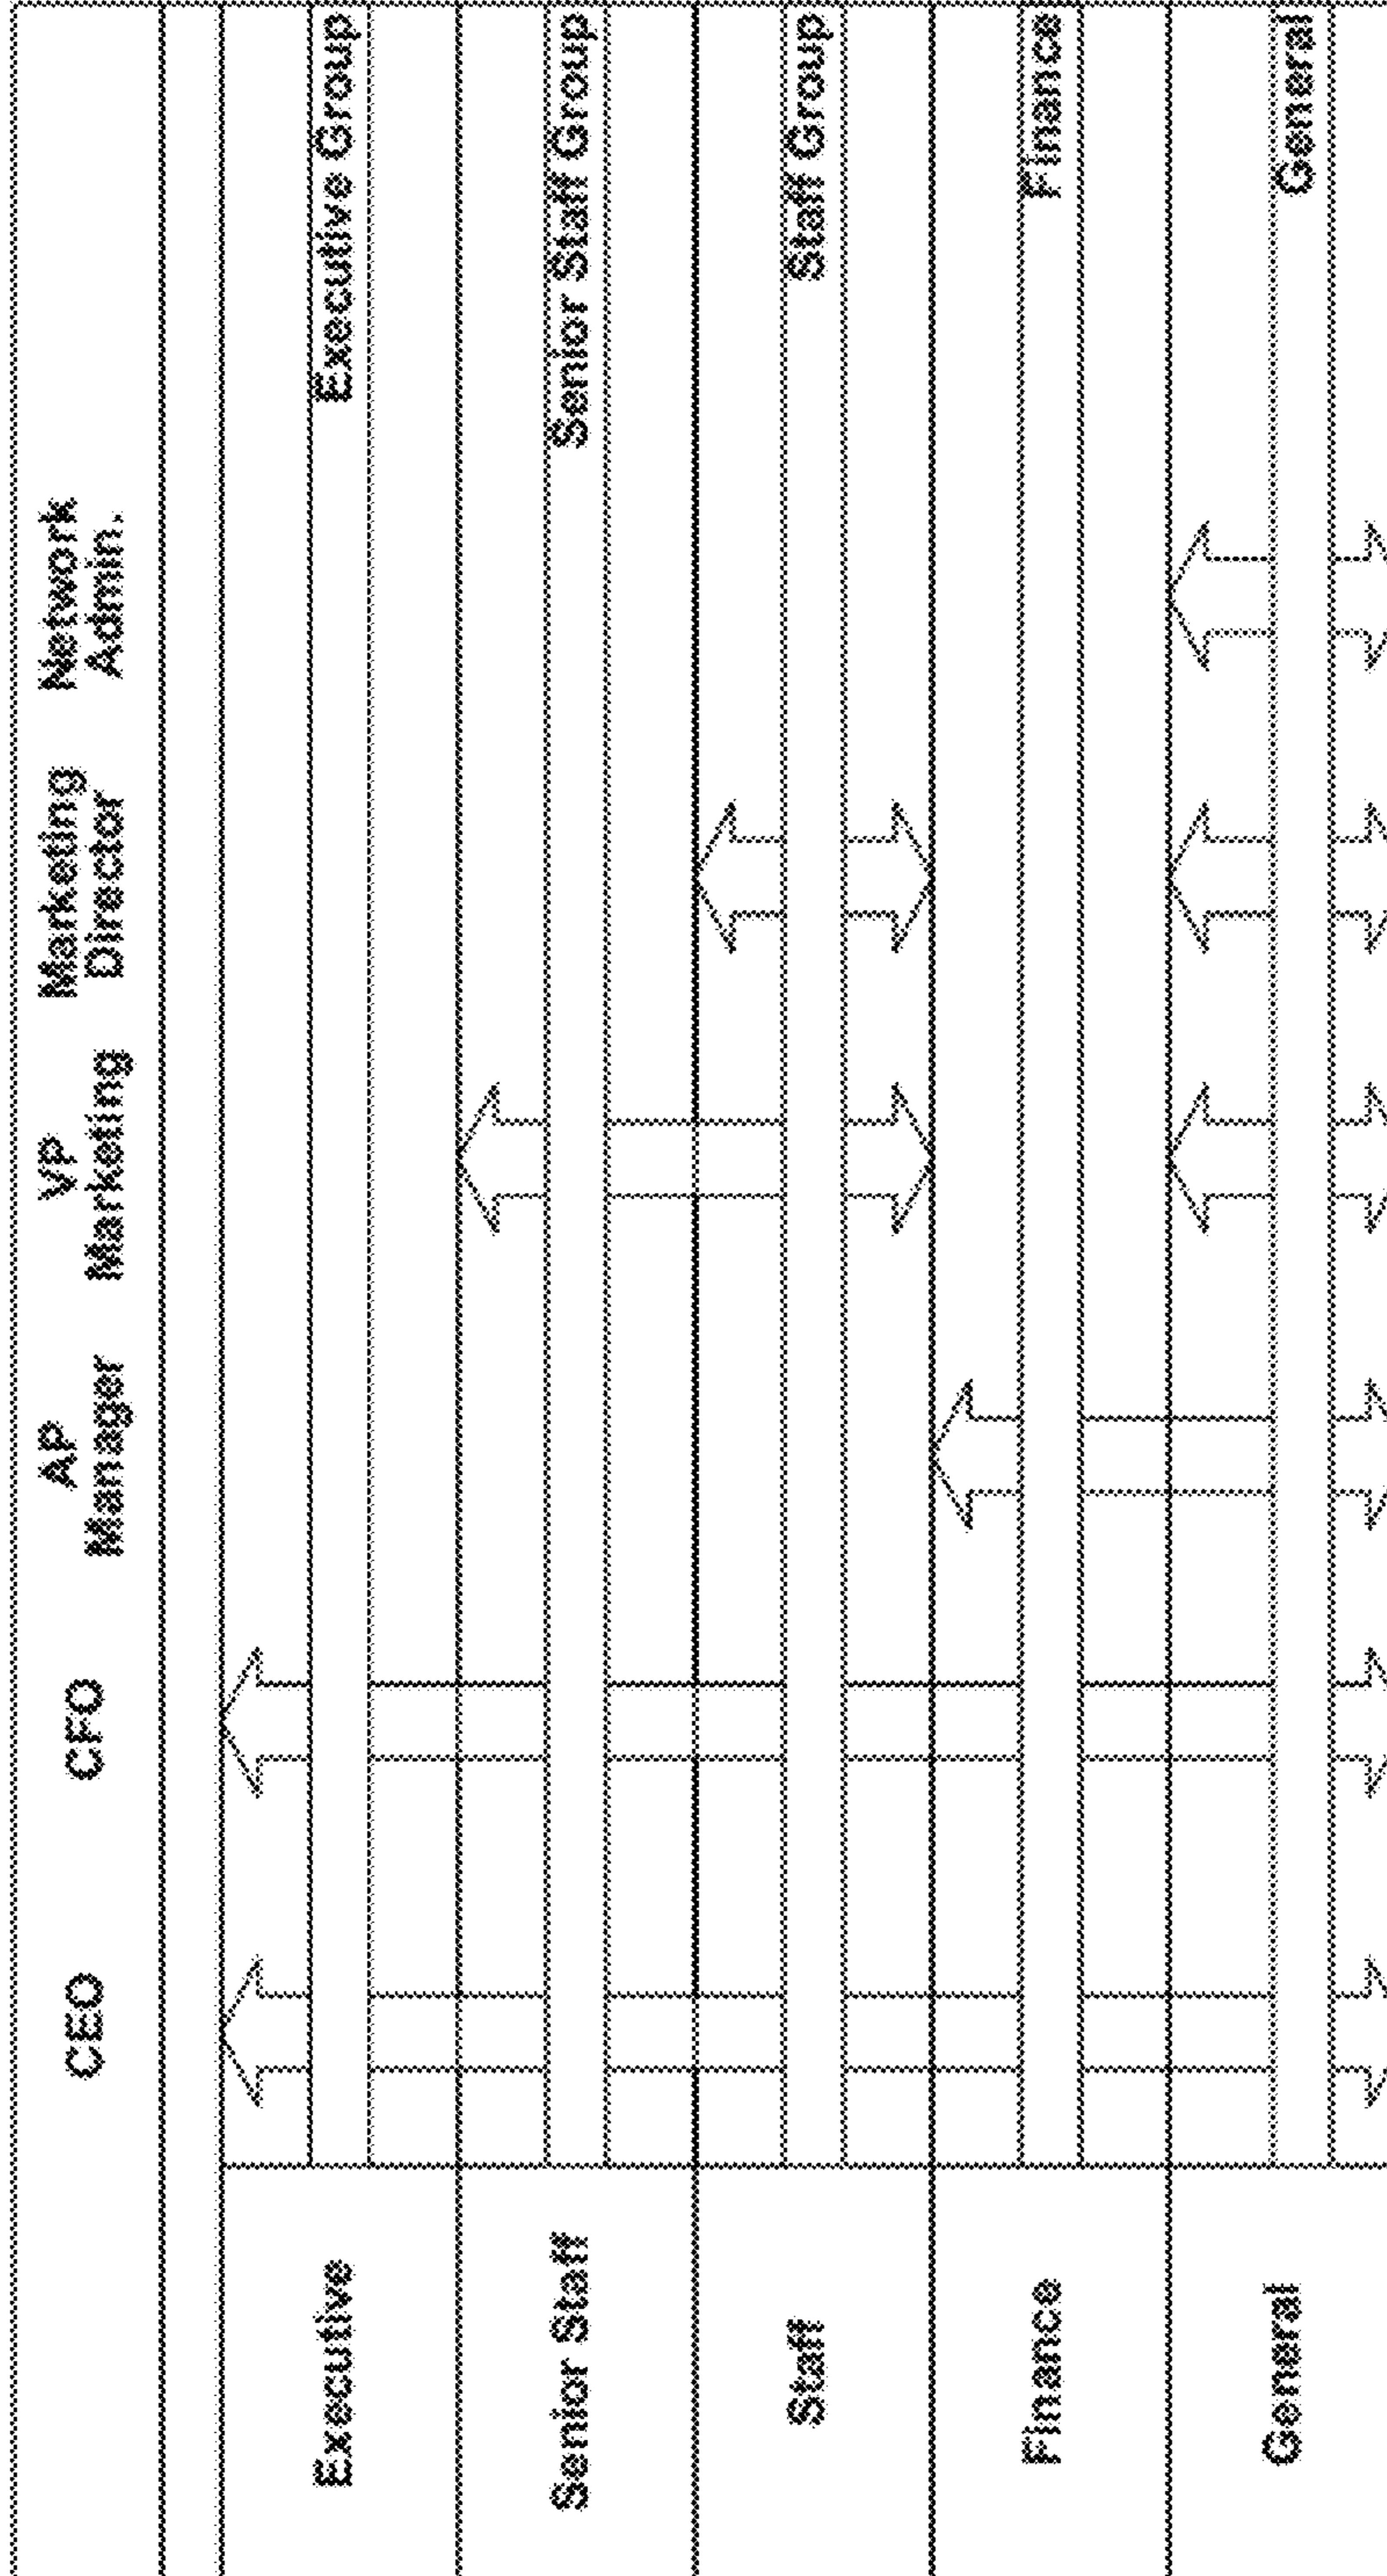 CEO
CFO
AP
Manager
VP
Marketing
Marketing
Director
Network
Admin.
Executive
Executive Group
Senior Staff
Senior Staff Group
Staff
Staff Group
Finance
Finance
General
General